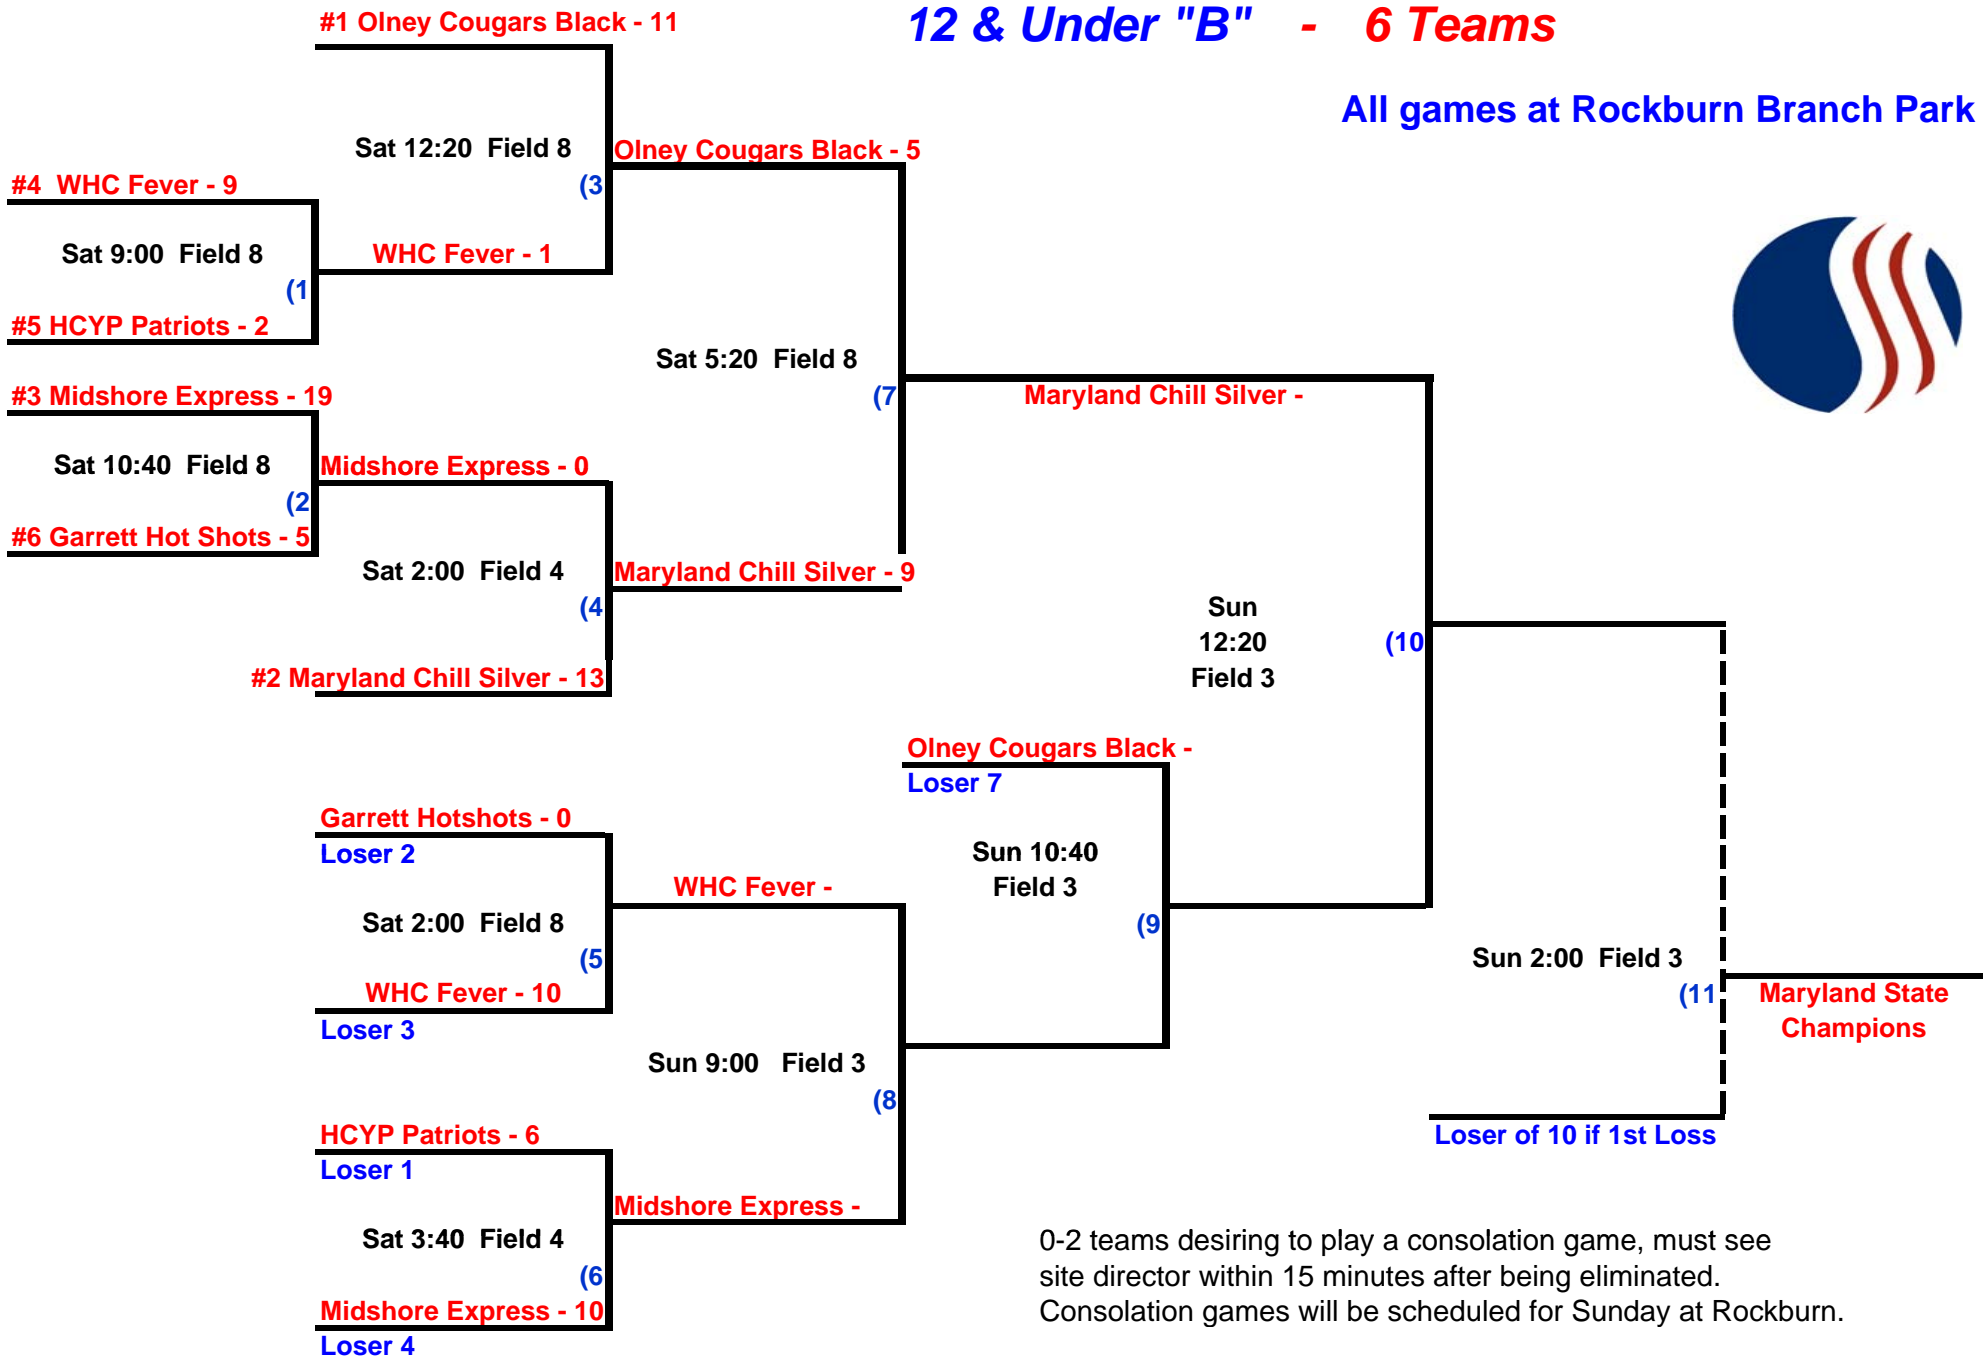 #1 Olney Cougars Black - 11
12 & Under "B" - 6 Teams
All games at Rockburn Branch Park
Sat 12:20 Field 8
Olney Cougars Black - 5
(3
#4 WHC Fever - 9
Sat 9:00 Field 8
WHC Fever - 1
(1
#5 HCYP Patriots - 2
Sat 5:20 Field 8
(7
Maryland Chill Silver -
#3 Midshore Express - 19
Sat 10:40 Field 8
Midshore Express - 0
(2
#6 Garrett Hot Shots - 5
Sat 2:00 Field 4
Maryland Chill Silver - 9
(4
#2 Maryland Chill Silver - 13
Sun
12:20
Field 3
(10
Olney Cougars Black -
Loser 7
Garrett Hotshots - 0
Loser 2
Sun 10:40
Field 3
WHC Fever -
Sat 2:00 Field 8
(9
(5
WHC Fever - 10
Loser 3
Sun 2:00 Field 3
(11
Maryland State
Champions
Sun 9:00 Field 3
(8
HCYP Patriots - 6
Loser 1
Loser of 10 if 1st Loss
Midshore Express -
Sat 3:40 Field 4
(6
Midshore Express - 10
Loser 4
0-2 teams desiring to play a consolation game, must see
site director within 15 minutes after being eliminated.
Consolation games will be scheduled for Sunday at Rockburn.